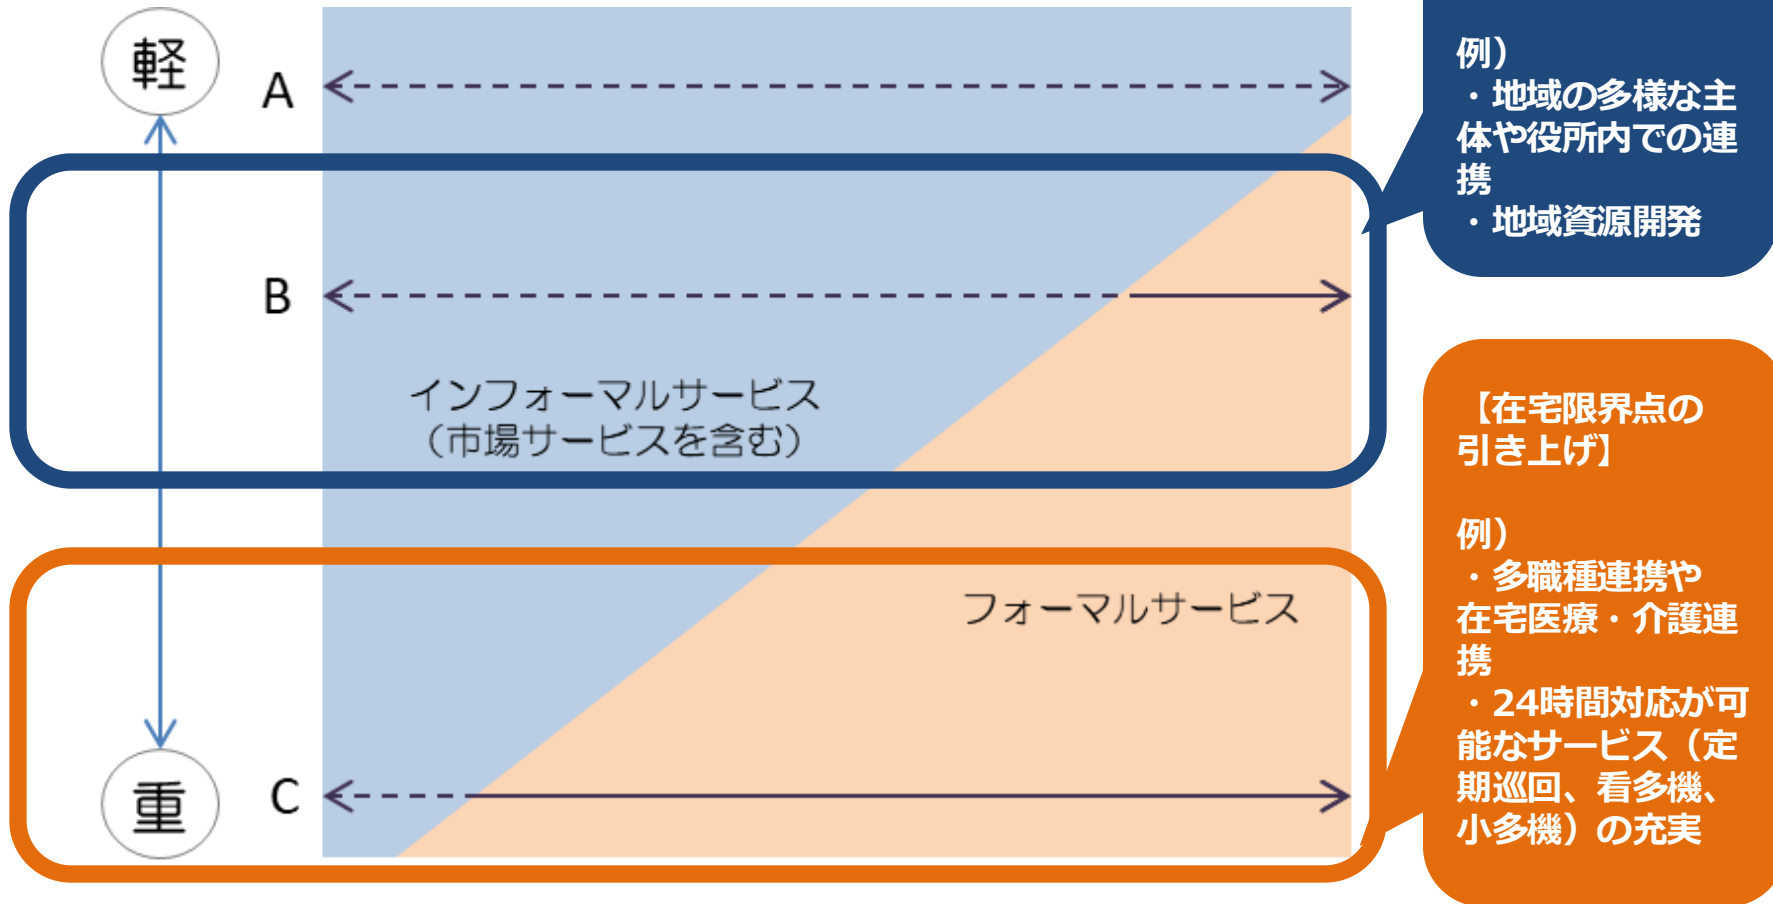 軽
A
B
インフォーマルサービス
（市場サービスを含む）
フォーマルサービス
重
C
例）
・地域の多様な主
体や役所内での連
携
・地域資源開発
【在宅限界点の
引き上げ】
例）
・多職種連携や
在宅医療・介護連
携
・24時間対応が可
能なサービス（定
期巡回、看多機、
小多機）の充実